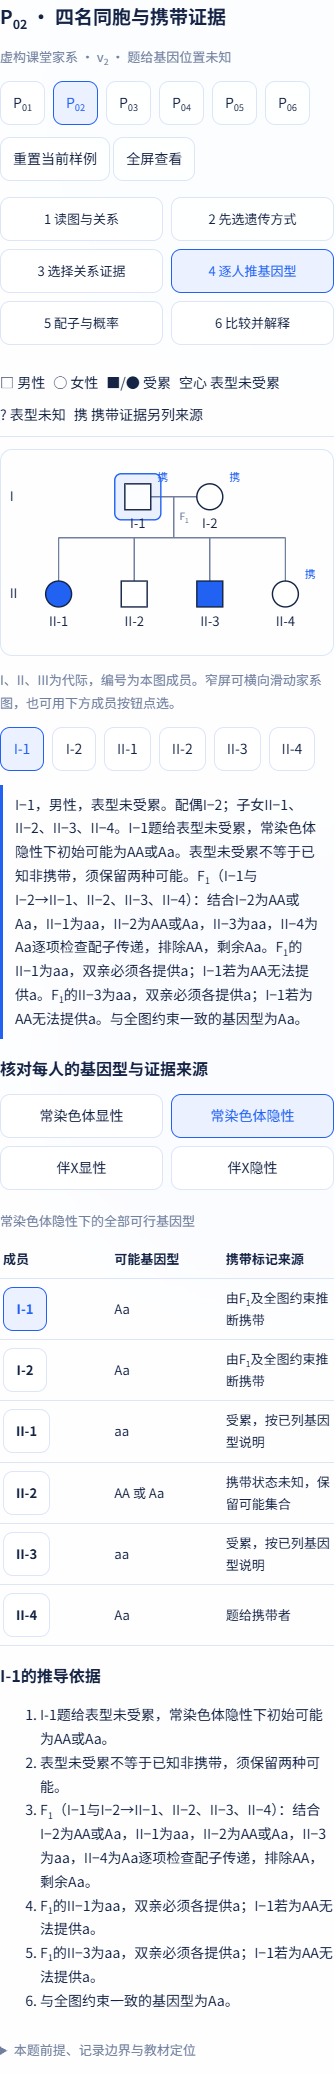 P₀₂ · 四名同胞与携带证据
虚构课堂家系 · v₂ · 题给基因位置未知
P₀₁ P₀₂ P₀₃ P₀₄ P₀₅ P₀₆
重置当前样例 全屏查看
1 读图与关系 2 先选遗传方式
3 选择关系证据 4 逐人推基因型
5 配子与概率 6 比较并解释
□ 男性 ○ 女性 ■/● 受累 空心 表型未受累
? 表型未知 携 携带证据另列来源
携 携
I
F₁
I-1 I-2
携
II
II-1 II-2 II-3 II-4
I、II、III为代际，编号为本图成员。窄屏可横向滑动家系
图，也可用下方成员按钮点选。
I-1 I-2 II-1 II-2 II-3 II-4
I−1，男性，表型未受累。配偶I−2；子女II−1、
II−2、II−3、II−4。I−1题给表型未受累，常染色体
隐性下初始可能为AA或Aa。表型未受累不等于已
知非携带，须保留两种可能。F₁（I−1与
I−2→II−1、II−2、II−3、II−4）：结合I−2为AA或
Aa，II−1为aa，II−2为AA或Aa，II−3为aa，II−4为
Aa逐项检查配子传递，排除AA，剩余Aa。F₁的
II−1为aa，双亲必须各提供a；I−1若为AA无法提
供a。F₁的II−3为aa，双亲必须各提供a；I−1若为
AA无法提供a。与全图约束一致的基因型为Aa。
核对每人的基因型与证据来源
常染色体显性 常染色体隐性
伴X显性 伴X隐性
常染色体隐性下的全部可行基因型
成员 可能基因型 携带标记来源
I-1 Aa 由F₁及全图约束推
断携带
I-2 Aa 由F₁及全图约束推
断携带
II-1 aa 受累，按已列基因
型说明
II-2 AA 或 Aa 携带状态未知，保
留可能集合
II-3 aa 受累，按已列基因
型说明
II-4 Aa 题给携带者
I-1的推导依据
1. I-1题给表型未受累，常染色体隐性下初始可能
为AA或Aa。
2. 表型未受累不等于已知非携带，须保留两种可
能。
3. F₁（I−1与I−2→II−1、II−2、II−3、II−4）：结合
I−2为AA或Aa，II−1为aa，II−2为AA或Aa，II−3
为aa，II−4为Aa逐项检查配子传递，排除AA，
剩余Aa。
4. F₁的II−1为aa，双亲必须各提供a；I−1若为AA无
法提供a。
5. F₁的II−3为aa，双亲必须各提供a；I−1若为AA无
法提供a。
6. 与全图约束一致的基因型为Aa。
▶ 本题前提、记录边界与教材定位